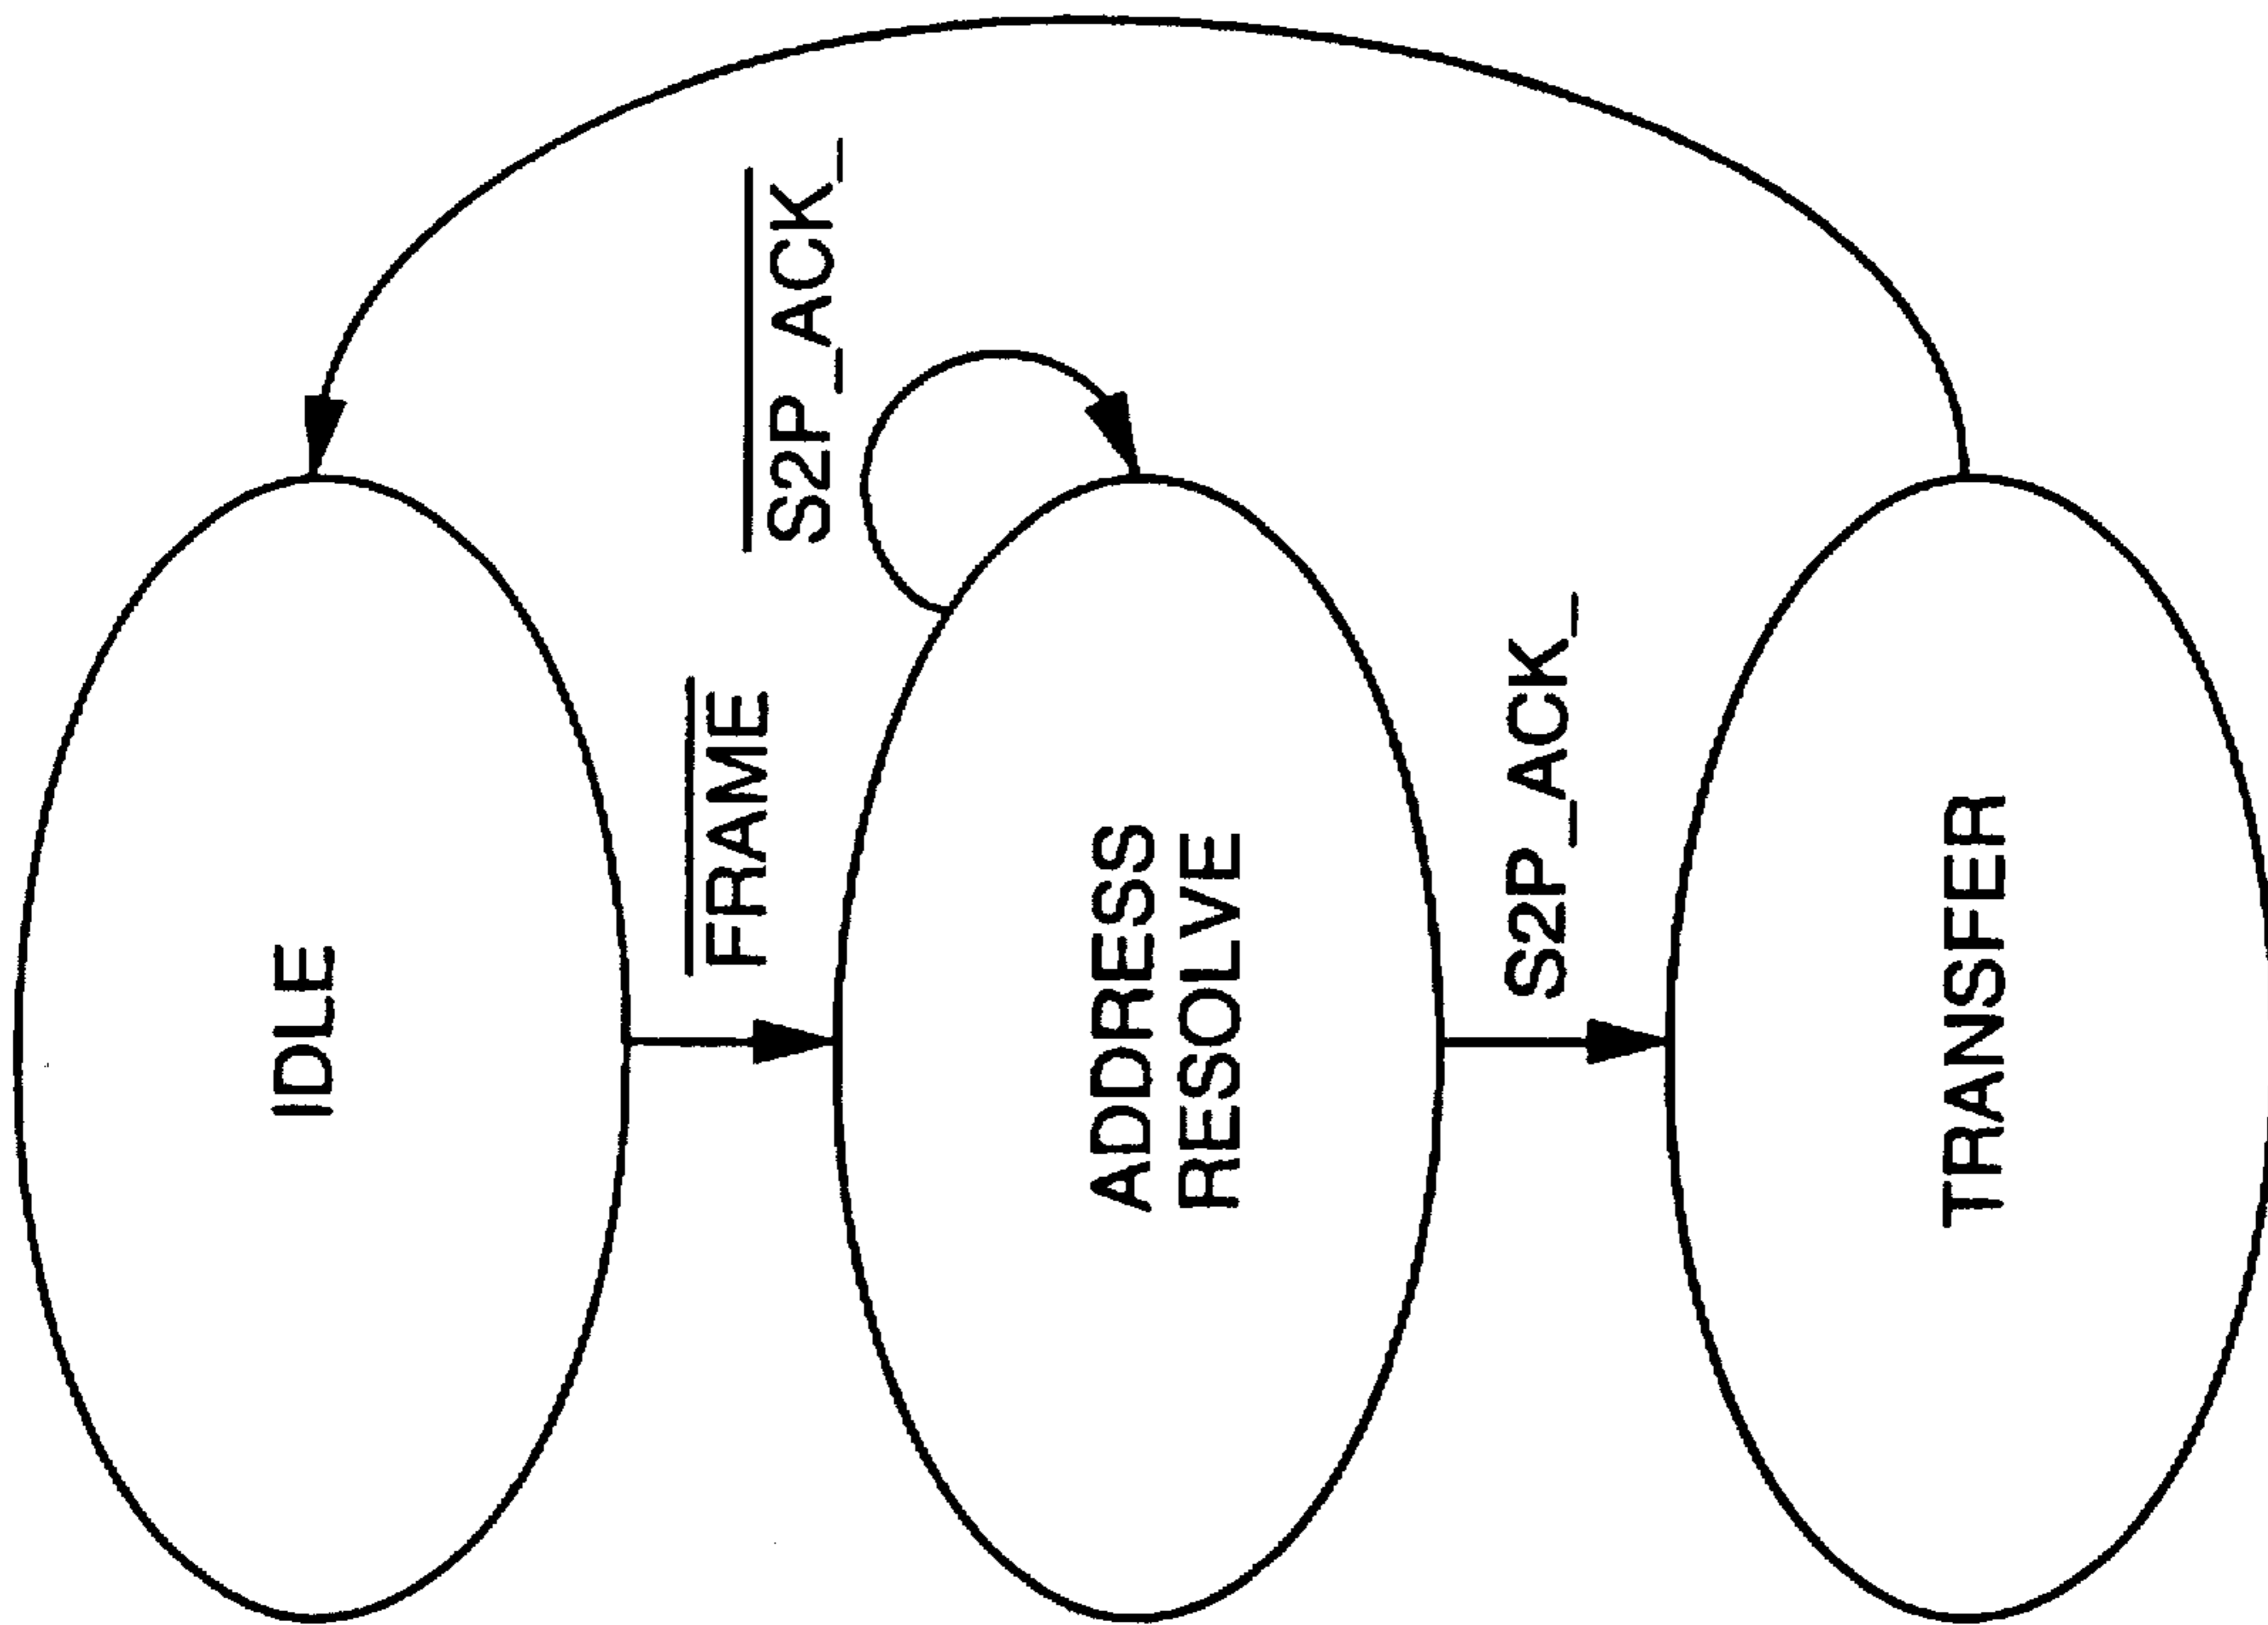 IDLE
FRAME
S2P_ACK_
ADDRESS
RESOLVE
S2P_ACK_
TRANSFER